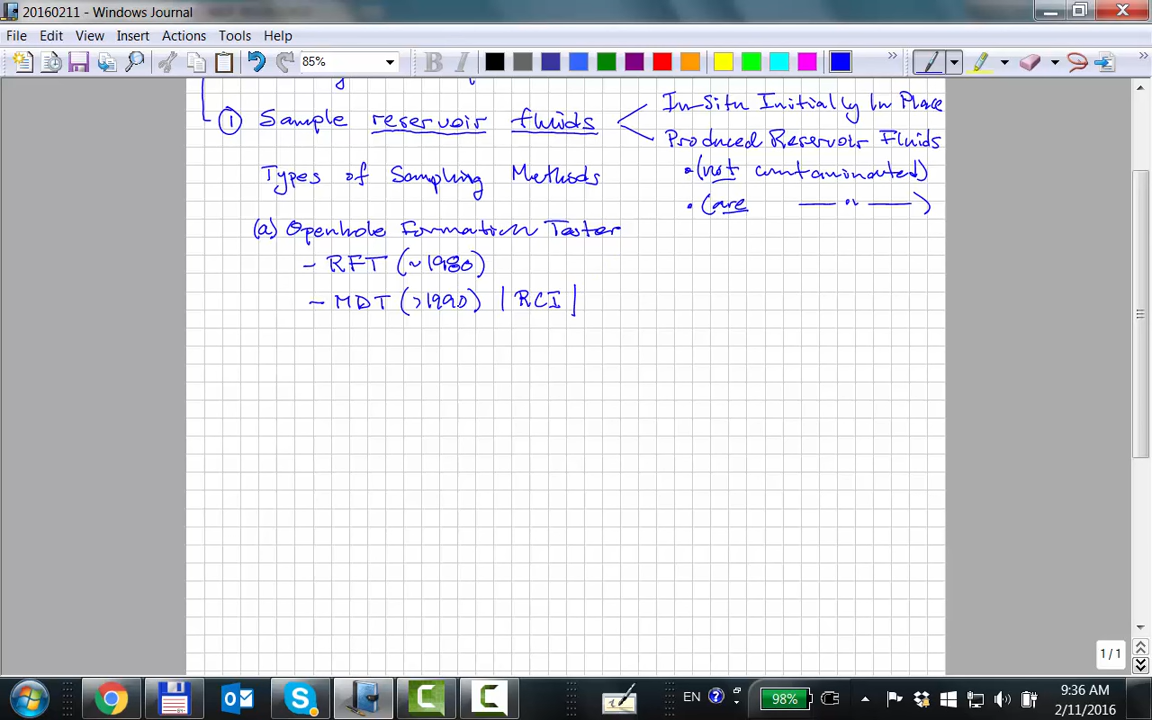 20160211 - Windows Journal
File Edit View Insert Actions Tools Help
85% B I »
① Sample reservoir fluids
In-Situ Initially In Place
Produced Reservoir Fluids
• (not contaminated)
• (are —— " ——)
Types of Sampling Methods
(a) Openhole Formation Tester
- RFT (~1980)
- MDT (>1990) | RCI |
1 / 1
EN 98% 9:36 AM
2/11/2016